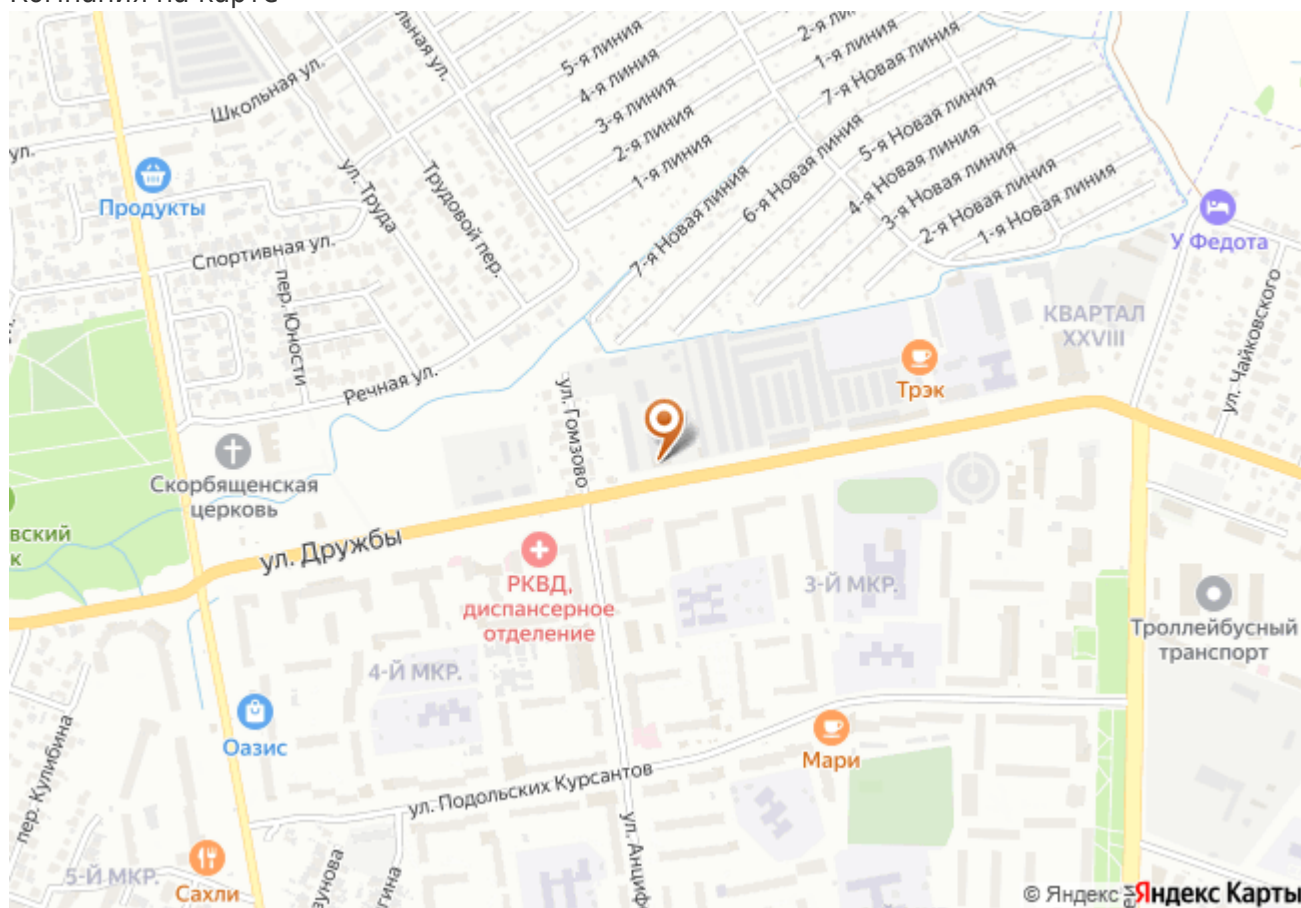 Компания на карте
5-я линия
4-я линия
3-я линия
2-я линия
1-я линия
1-я линия
7-я Новая линия
5-я Новая линия
4-я Новая линия
3-я Новая линия
2-я Новая линия
1-я Новая линия
6-я Новая линия
7-я Новая линия
Школьная ул.
ул.
Продукты
ул. Труда
Трудовой пер.
Спортивная ул.
пер. Юности
Речная ул.
У Федота
КВАРТАЛ
XXVIII
ул. Чайковского
Трэк
ул. Гомзово
Скорбященская
церковь
ул. Дружбы
РКВД,
диспансерное
отделение
3-Й МКР.
Троллейбусный
транспорт
4-Й МКР.
Оазис
Мари
пер. Кулибина
ул. Подольских Курсантов
5-Й МКР.
Сахли
© Яндекс Яндекс Карты